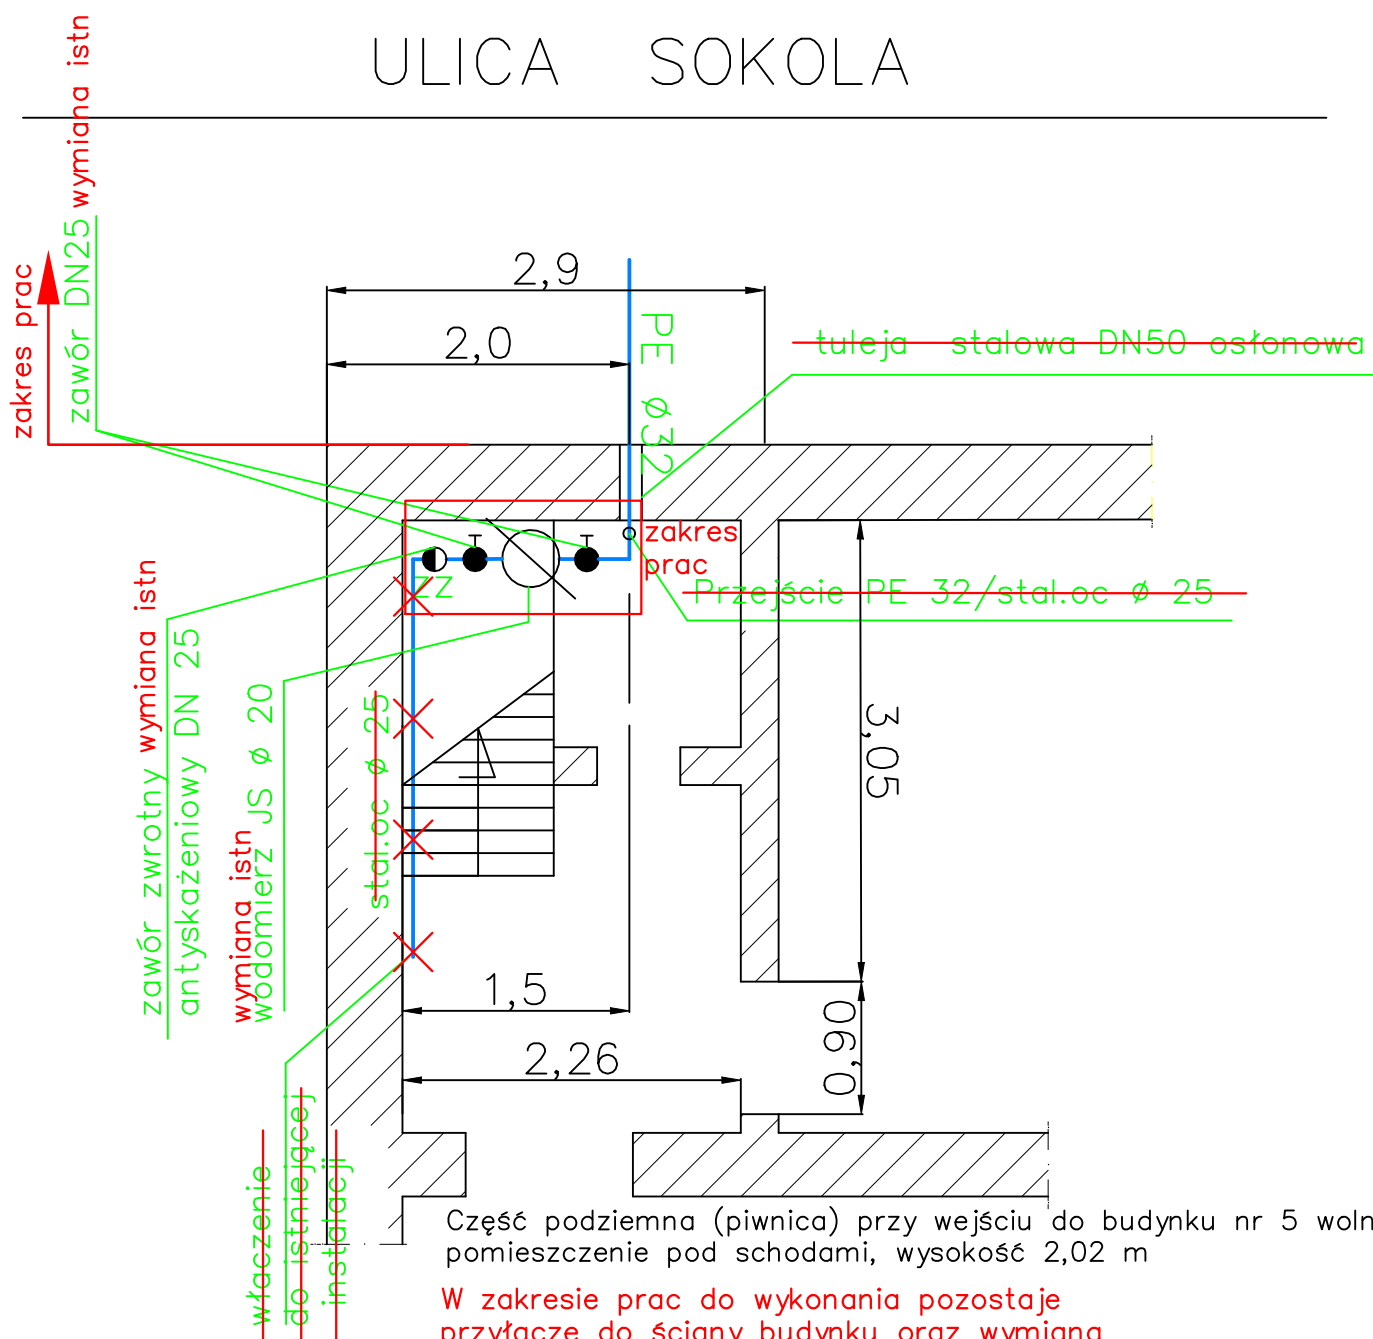 ULICA SOKOLA
wymiana istn
zawór DN25
zakres prac
2,9
2,0
PE ø32
tuleja stalowa DN50 osłonowa
zakres
prac
ZZ
Przejście PE 32/stal.oc ø 25
wymiana istn
zawór zwrotny
antyskażeniowy DN 25
wymiana istn
wodomierz JS ø 20
stal.oc ø 25
3,05
1,5
2,26
0,90
włączenie
do istniejącej
instalacji
Część podziemna (piwnica) przy wejściu do budynku nr 5 woln
pomieszczenie pod schodami, wysokość 2,02 m
W zakresie prac do wykonania pozostaje
przyłącze do ściany budynku oraz wymiana